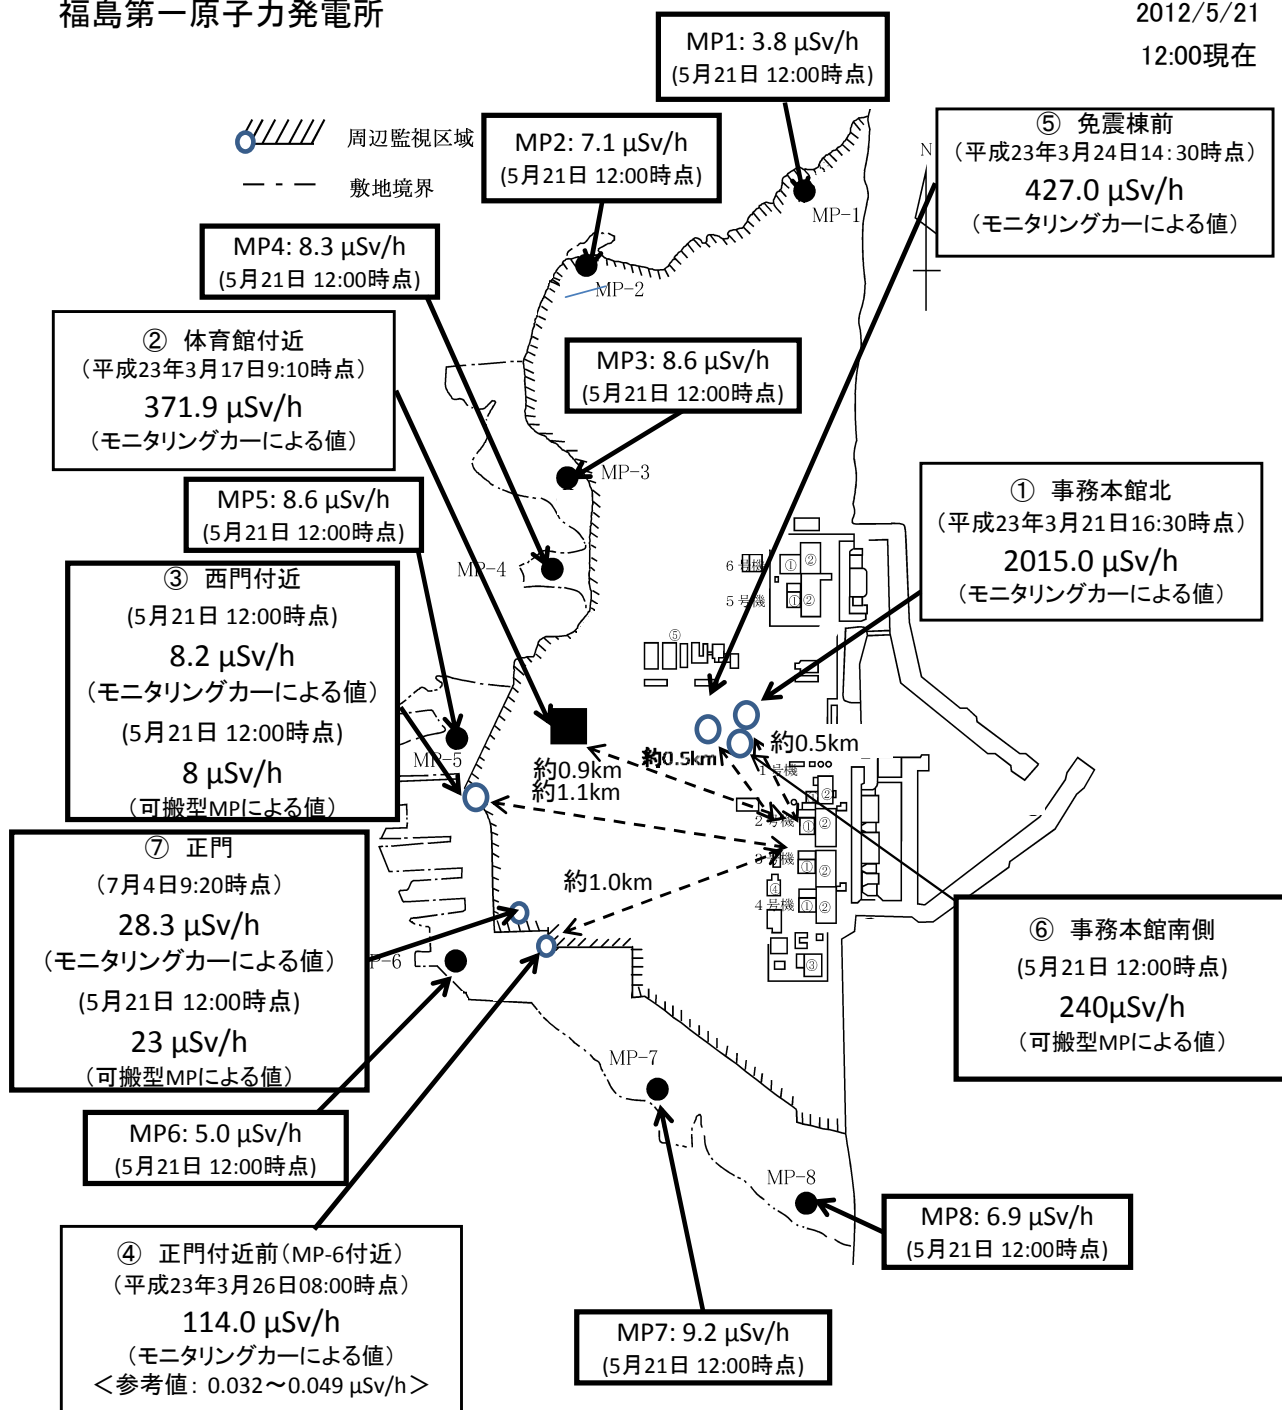 福島第一原子力発電所
2012/5/21
12:00現在
周辺監視区域
敷地境界
MP1: 3.8 μSv/h
(5月21日 12:00時点)
MP2: 7.1 μSv/h
(5月21日 12:00時点)
⑤ 免震棟前
(平成23年3月24日14:30時点)
427.0 μSv/h
(モニタリングカーによる値)
N
MP-1
MP4: 8.3 μSv/h
(5月21日 12:00時点)
MP-2
② 体育館付近
(平成23年3月17日9:10時点)
371.9 μSv/h
(モニタリングカーによる値)
MP3: 8.6 μSv/h
(5月21日 12:00時点)
MP-3
MP5: 8.6 μSv/h
(5月21日 12:00時点)
① 事務本館北
(平成23年3月21日16:30時点)
2015.0 μSv/h
(モニタリングカーによる値)
MP-4
6号機
① ②
5号機
① ②
⑤
③ 西門付近
(5月21日 12:00時点)
8.2 μSv/h
(モニタリングカーによる値)
(5月21日 12:00時点)
8 μSv/h
(可搬型MPによる値)
MP-5
約0.9km
約1.1km
約0.5km
約0.5km
1号機
②
2号機
① ②
3号機
① ②
④
4号機
① ②
③
約1.0km
⑦ 正門
(7月4日9:20時点)
28.3 μSv/h
(モニタリングカーによる値)
(5月21日 12:00時点)
23 μSv/h
(可搬型MPによる値)
P-6
⑥ 事務本館南側
(5月21日 12:00時点)
240μSv/h
(可搬型MPによる値)
MP-7
MP6: 5.0 μSv/h
(5月21日 12:00時点)
MP-8
MP8: 6.9 μSv/h
(5月21日 12:00時点)
④ 正門付近前(MP-6付近)
(平成23年3月26日08:00時点)
114.0 μSv/h
(モニタリングカーによる値)
<参考値: 0.032~0.049 μSv/h>
MP7: 9.2 μSv/h
(5月21日 12:00時点)